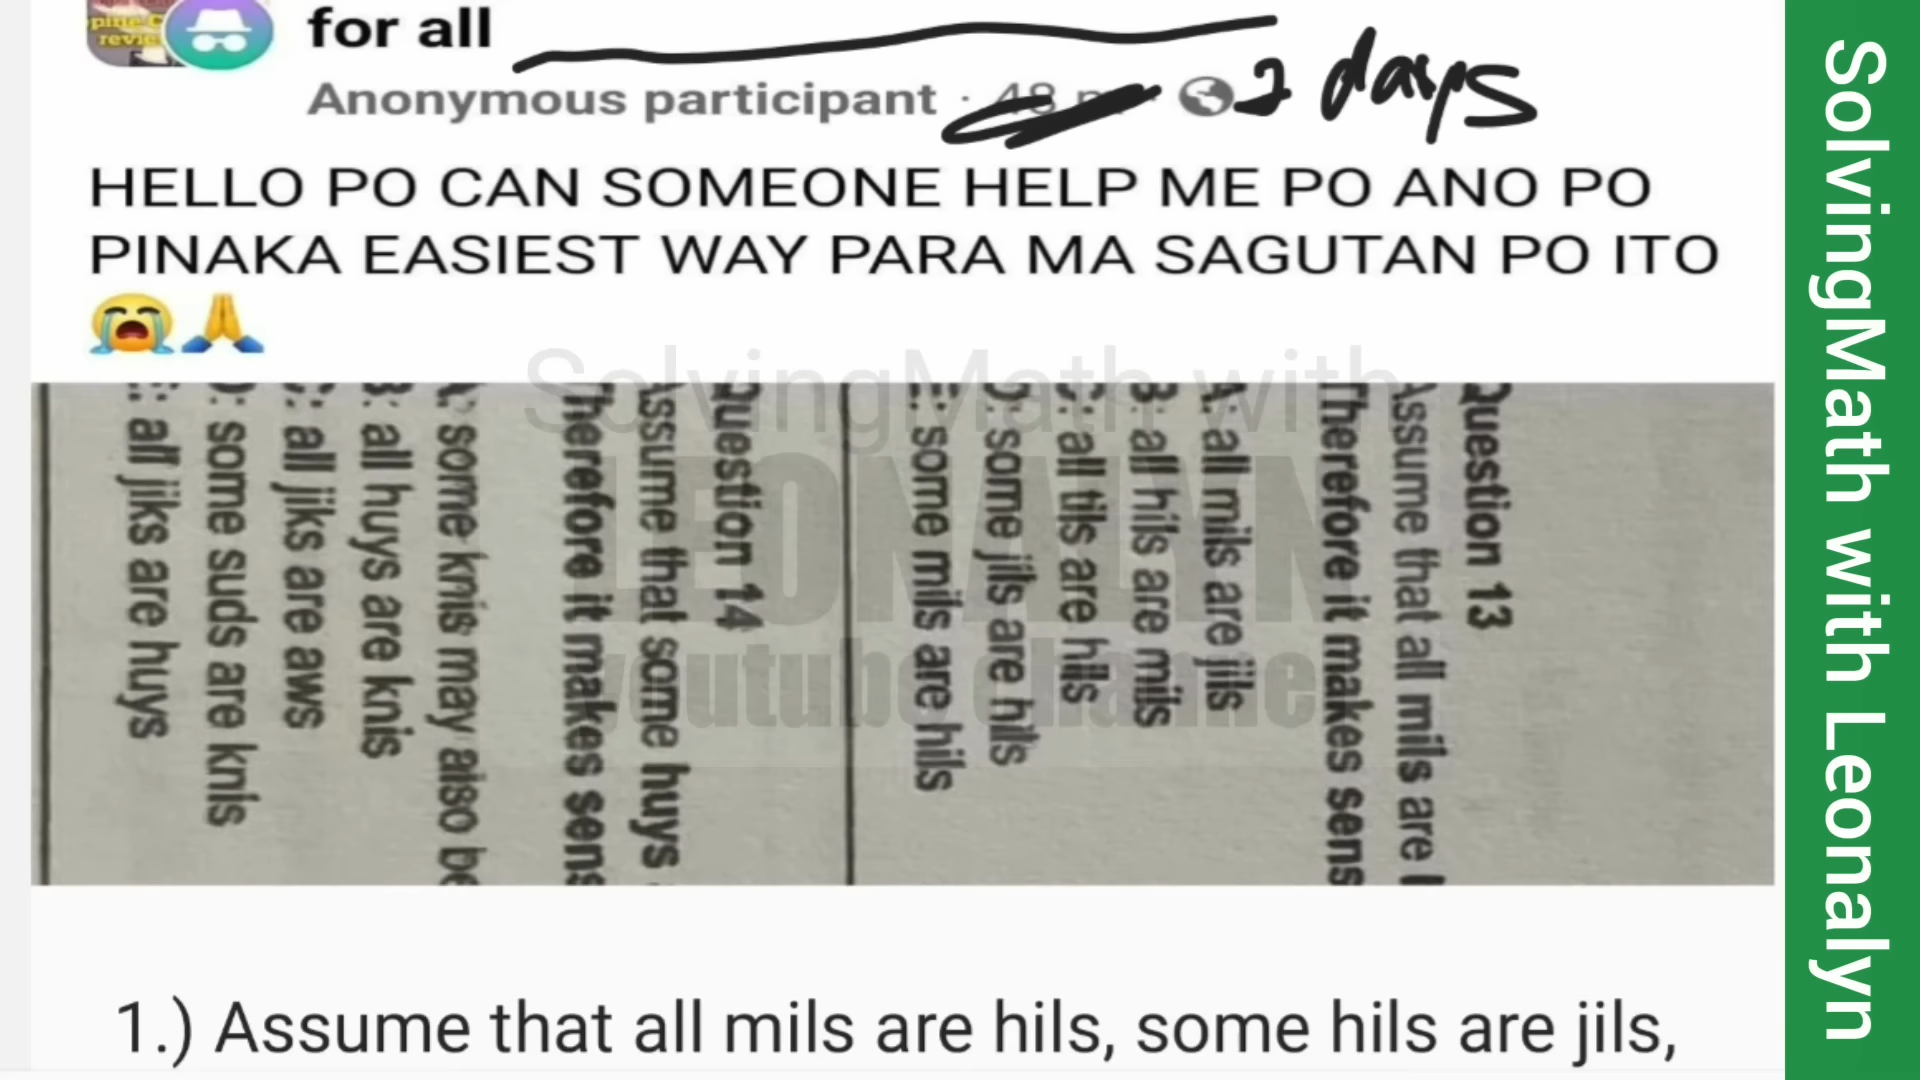 for all
Anonymous participant · 48 m ·
2 days
HELLO PO CAN SOMEONE HELP ME PO ANO PO
PINAKA EASIEST WAY PARA MA SAGUTAN PO ITO
😭🙏
SolvingMath with
LEONALYN
youtube channel
Question 13
Assume that all mils are
Therefore it makes sens
A: all mils are jils
B: all hils are mils
C: all tils are hils
D: some jils are hils
E: some mils are hils
Question 14
Assume that some huys
Therefore it makes sens
A: some knis may also be
B: all huys are knis
C: all jiks are aws
D: some suds are knis
E: all jiks are huys
1.) Assume that all mils are hils, some hils are jils,
SolvingMath with Leonalyn